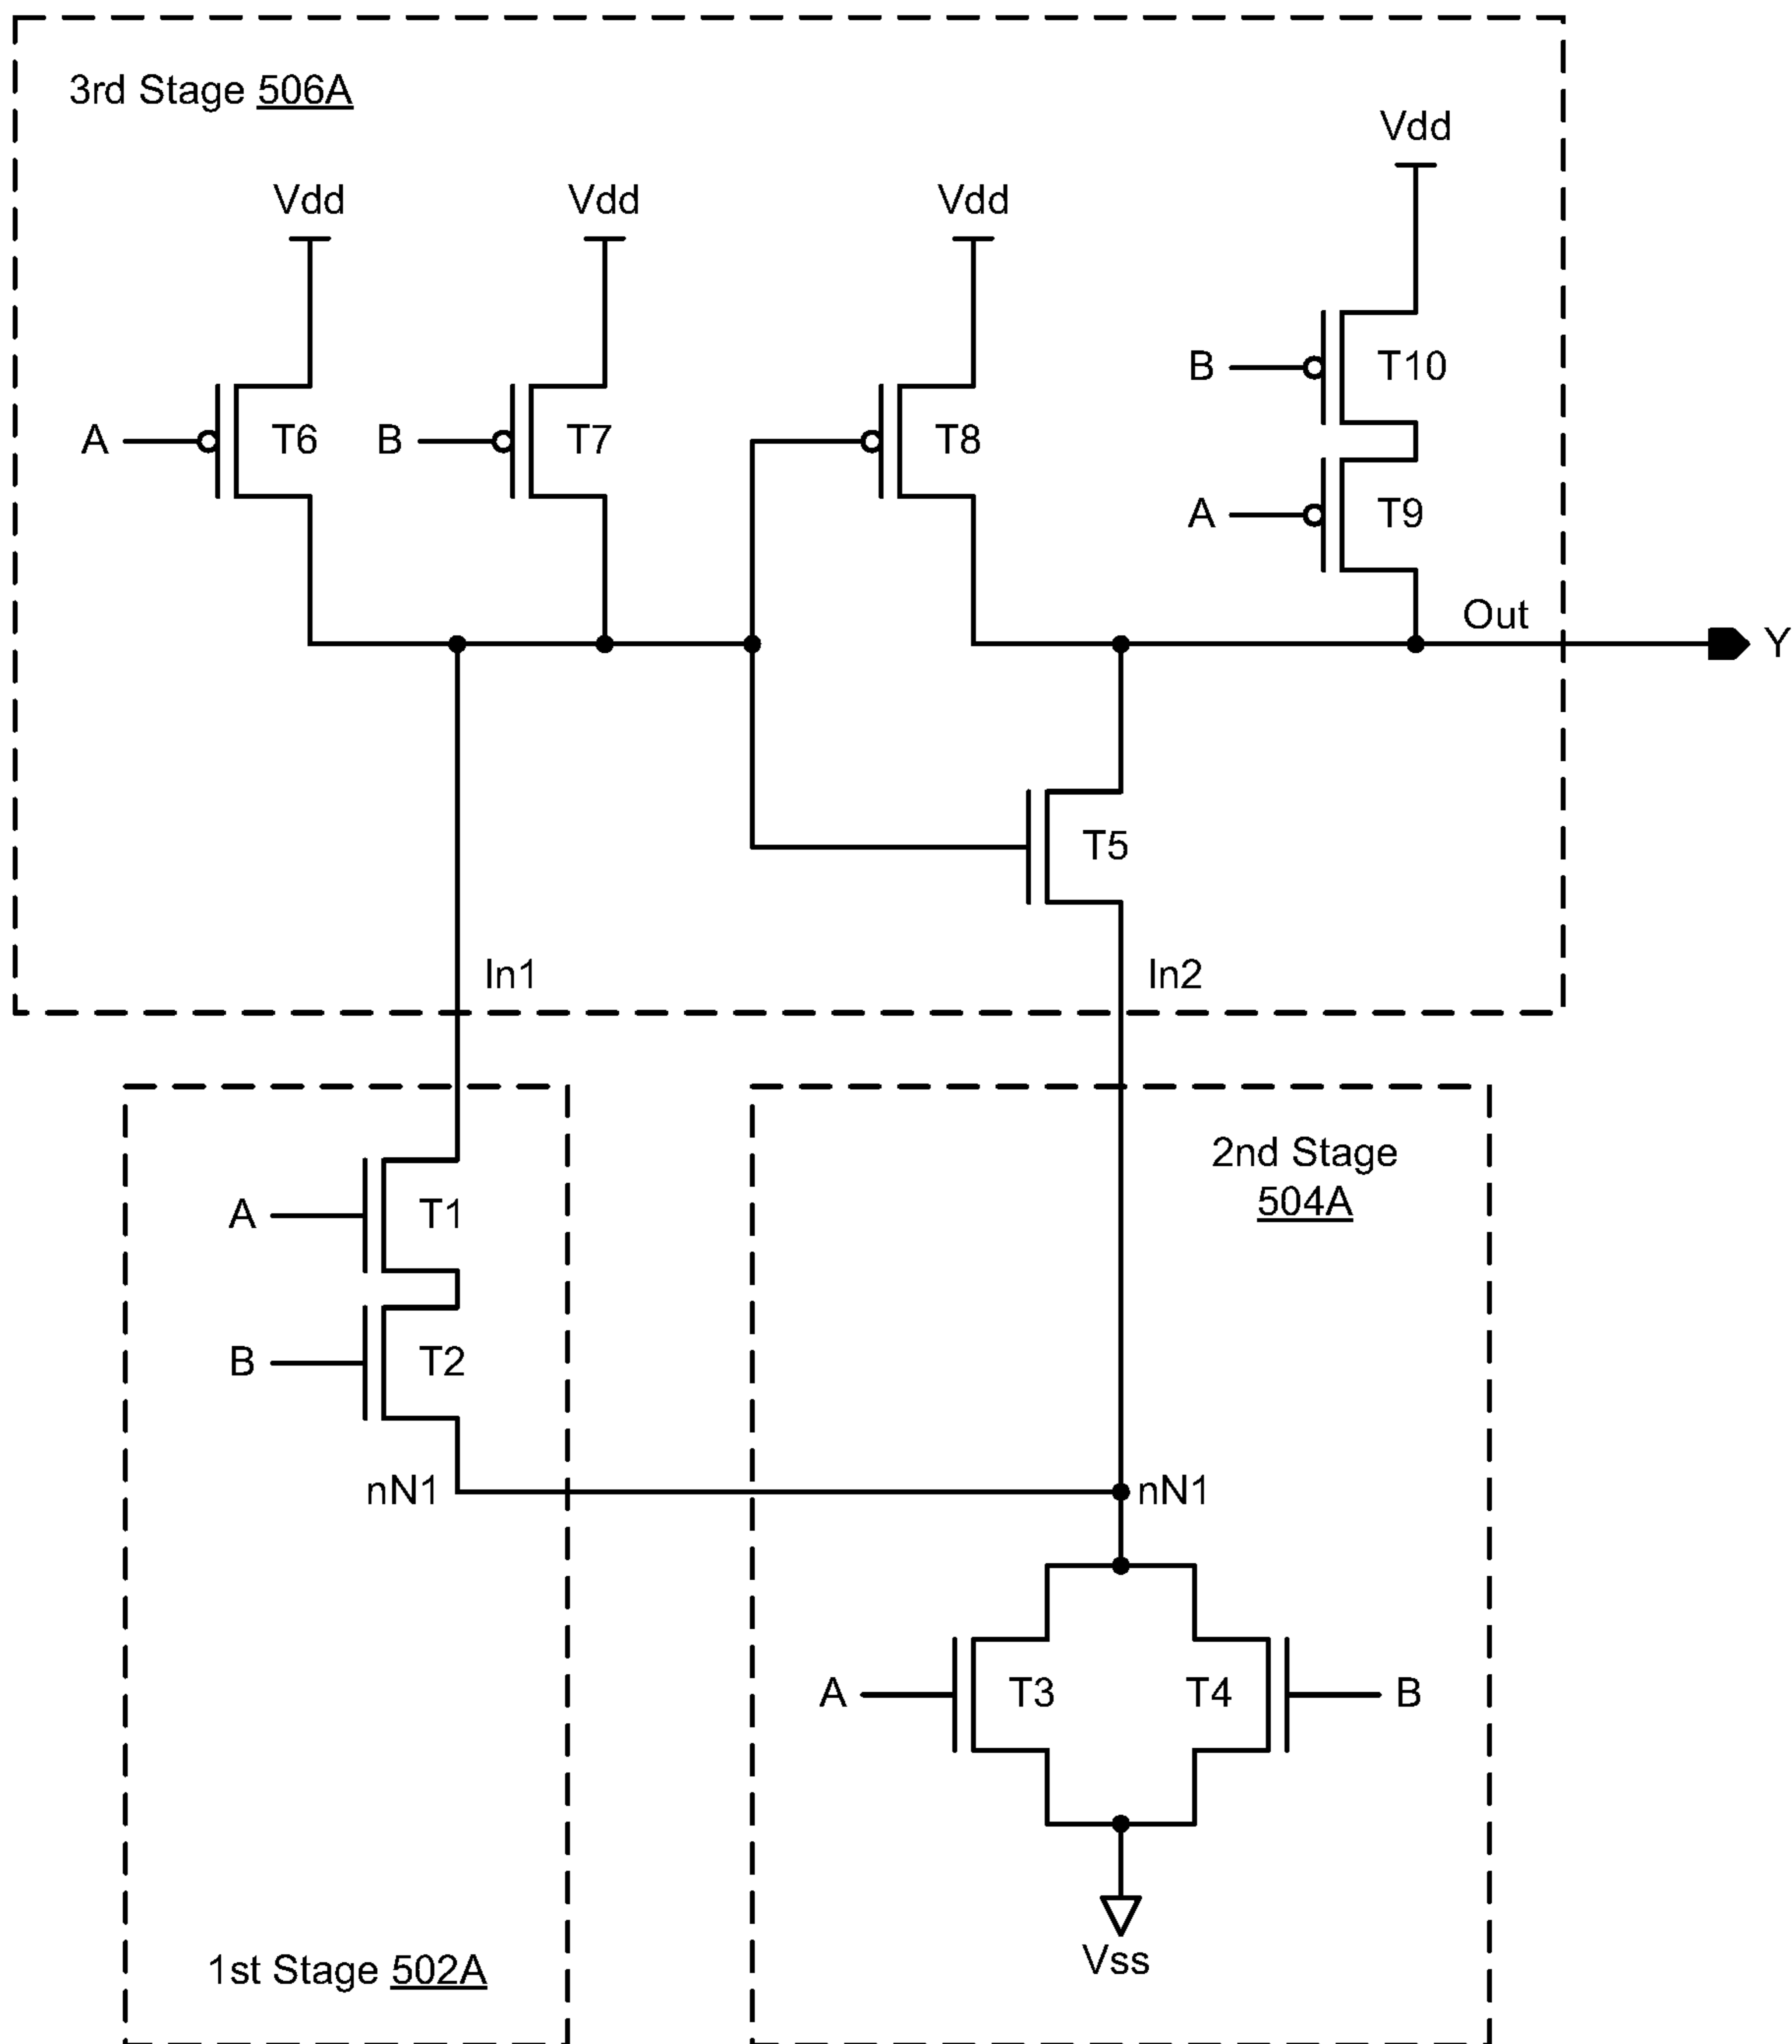 3rd Stage 506A
Vdd
Vdd
Vdd
Vdd
B
T10
A
T6
B
T7
T8
A
T9
Out
Y
T5
In1
In2
2nd Stage
504A
A
T1
B
T2
nN1
nN1
A
T3
T4
B
Vss
1st Stage 502A